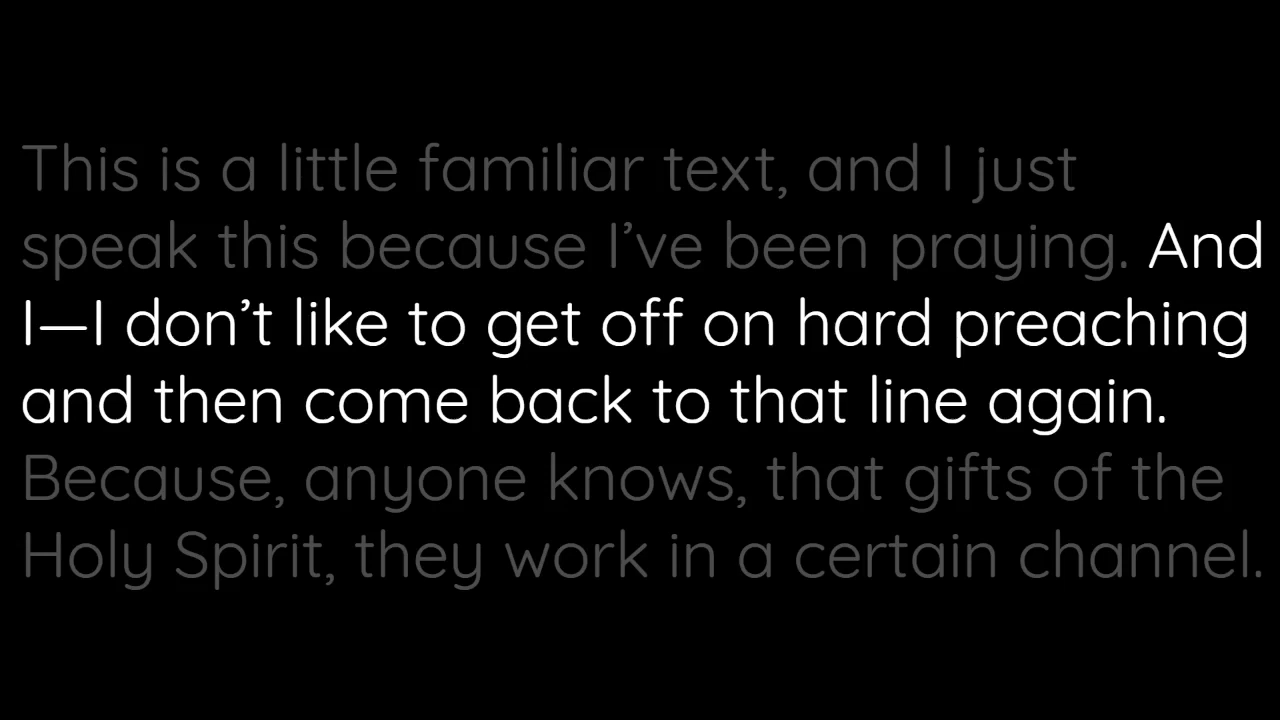 This is a little familiar text, and I just
speak this because I’ve been praying. And
I—I don’t like to get off on hard preaching
and then come back to that line again.
Because, anyone knows, that gifts of the
Holy Spirit, they work in a certain channel.